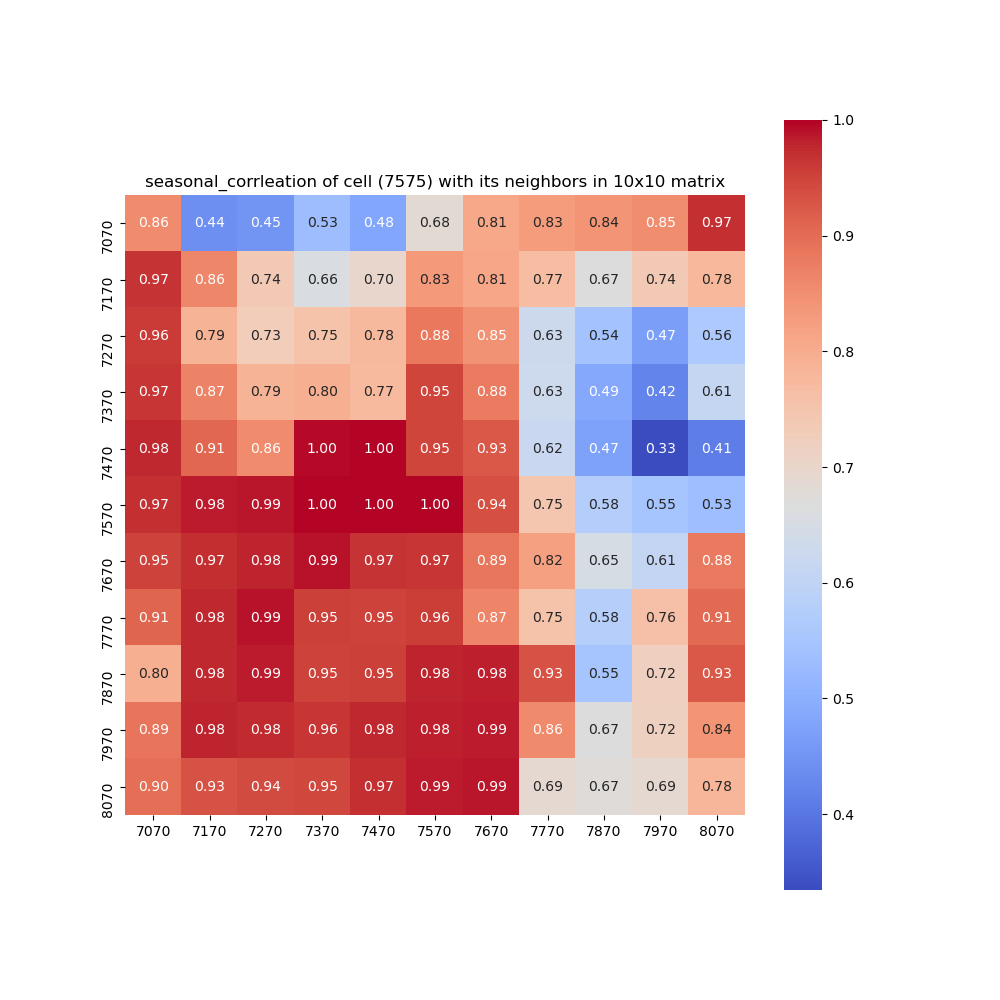 seasonal_corrleation of cell (7575) with its neighbors in 10x10 matrix
7070 0.86 0.44 0.45 0.53 0.48 0.68 0.81 0.83 0.84 0.85 0.97
7170 0.97 0.86 0.74 0.66 0.70 0.83 0.81 0.77 0.67 0.74 0.78
7270 0.96 0.79 0.73 0.75 0.78 0.88 0.85 0.63 0.54 0.47 0.56
7370 0.97 0.87 0.79 0.80 0.77 0.95 0.88 0.63 0.49 0.42 0.61
7470 0.98 0.91 0.86 1.00 1.00 0.95 0.93 0.62 0.47 0.33 0.41
7570 0.97 0.98 0.99 1.00 1.00 1.00 0.94 0.75 0.58 0.55 0.53
7670 0.95 0.97 0.98 0.99 0.97 0.97 0.89 0.82 0.65 0.61 0.88
7770 0.91 0.98 0.99 0.95 0.95 0.96 0.87 0.75 0.58 0.76 0.91
7870 0.80 0.98 0.99 0.95 0.95 0.98 0.98 0.93 0.55 0.72 0.93
7970 0.89 0.98 0.98 0.96 0.98 0.98 0.99 0.86 0.67 0.72 0.84
8070 0.90 0.93 0.94 0.95 0.97 0.99 0.99 0.69 0.67 0.69 0.78
7070 7170 7270 7370 7470 7570 7670 7770 7870 7970 8070
1.0
0.9
0.8
0.7
0.6
0.5
0.4